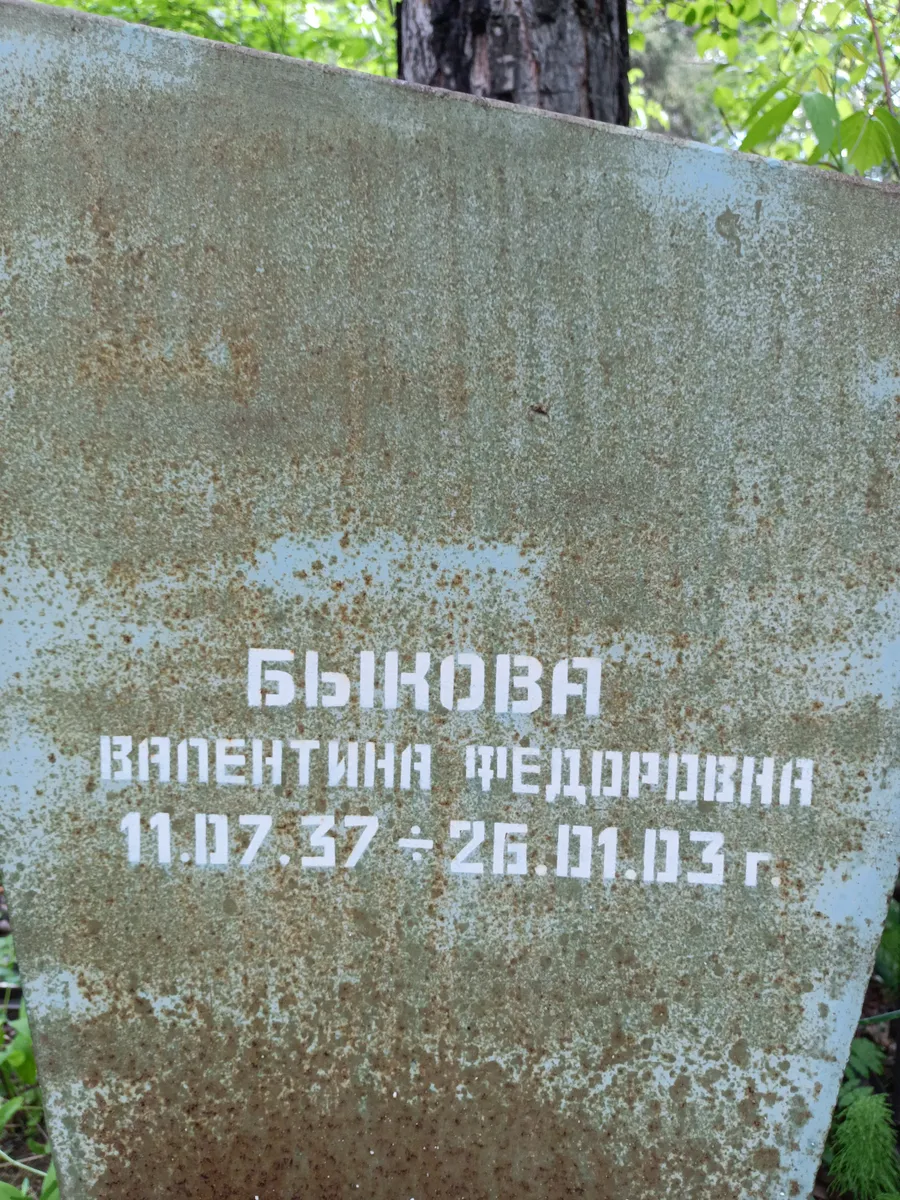 БЫКОВА
ВАЛЕНТИНА ФЕДОРОВНА
11.07.37 ÷ 26.01.03 г.